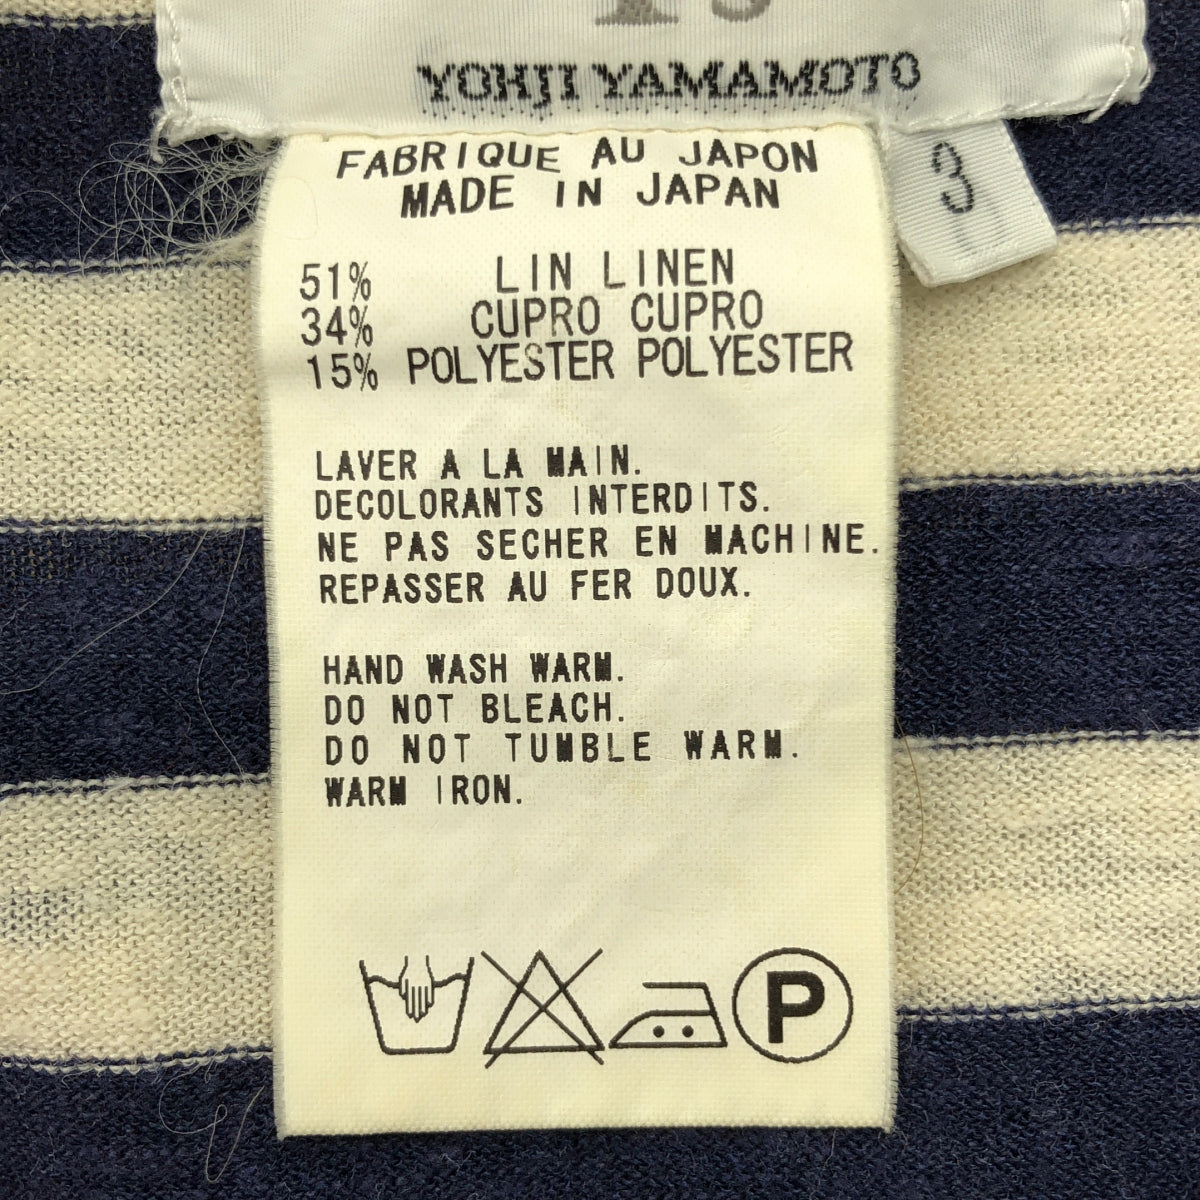 YOHJI YAMAMOTO
3
FABRIQUE AU JAPON
MADE IN JAPAN
51% LIN LINEN
34% CUPRO CUPRO
15% POLYESTER POLYESTER
LAVER A LA MAIN.
DECOLORANTS INTERDITS.
NE PAS SECHER EN MACHINE.
REPASSER AU FER DOUX.
HAND WASH WARM.
DO NOT BLEACH.
DO NOT TUMBLE WARM.
WARM IRON.
P